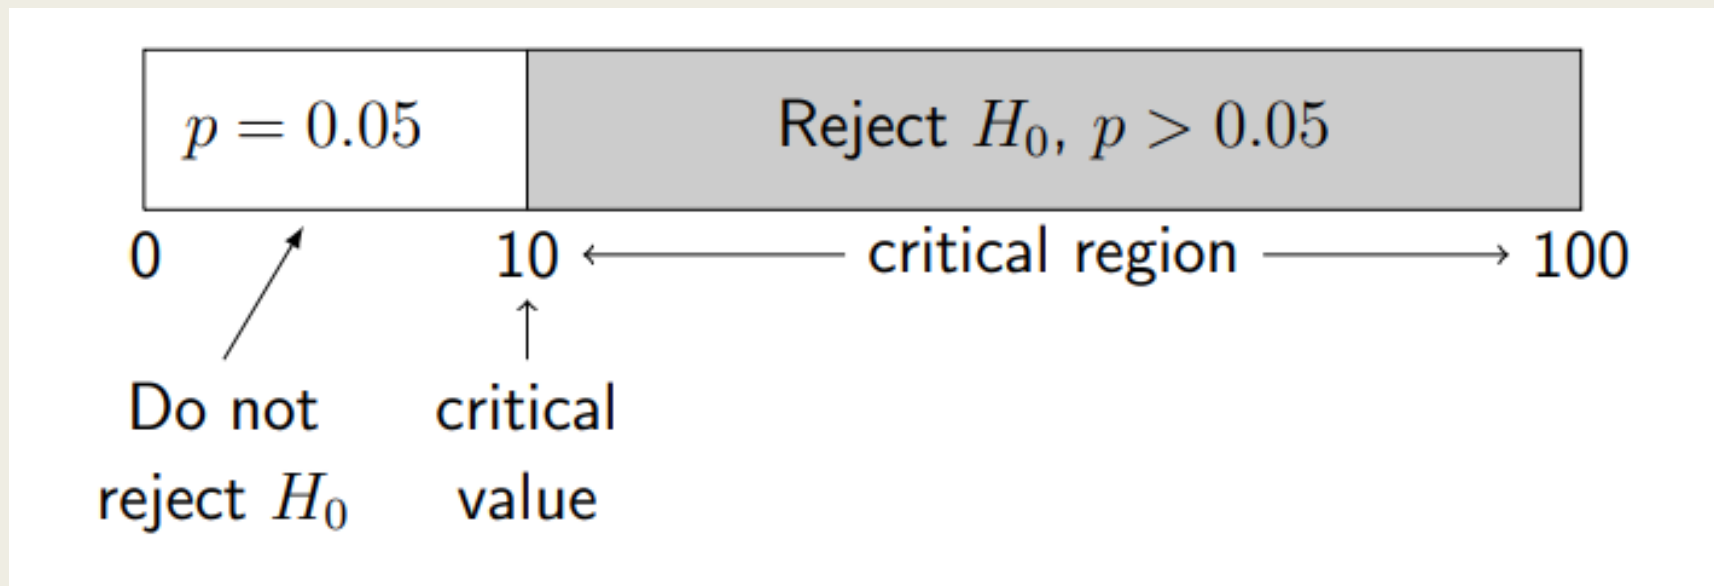 p = 0.05
Reject H₀, p > 0.05
0
10
critical region
100
Do not
reject H₀
critical
value